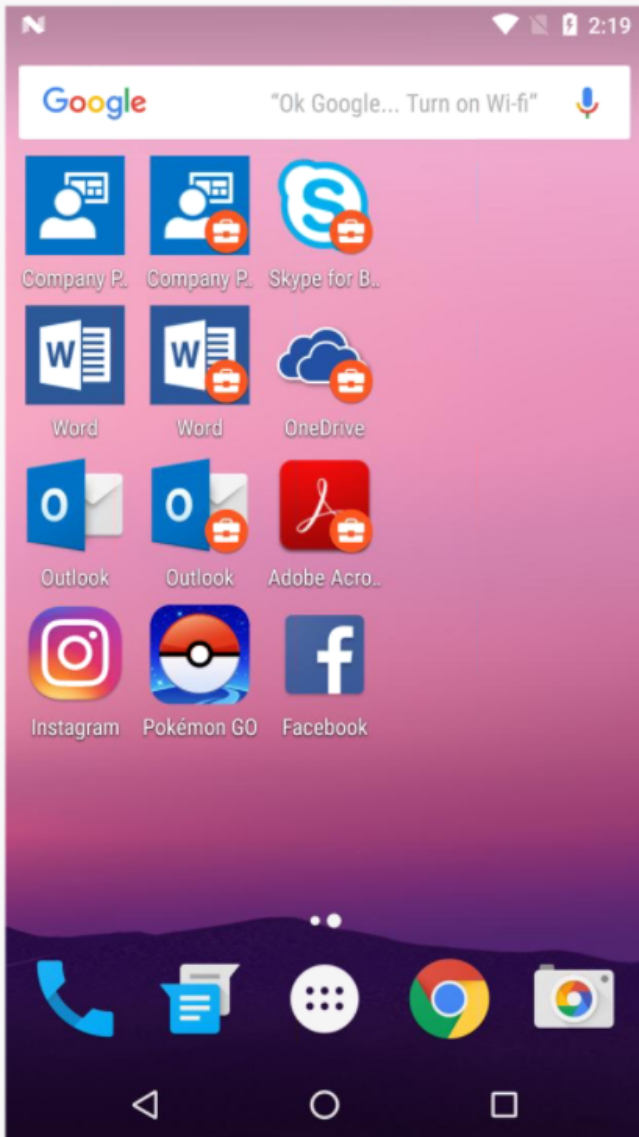 2:19
Google “Ok Google... Turn on Wi-fi”
Company P.. Company P.. Skype for B..
W W
Word Word OneDrive
O O
Outlook Outlook Adobe Acro..
Instagram Pokémon GO Facebook